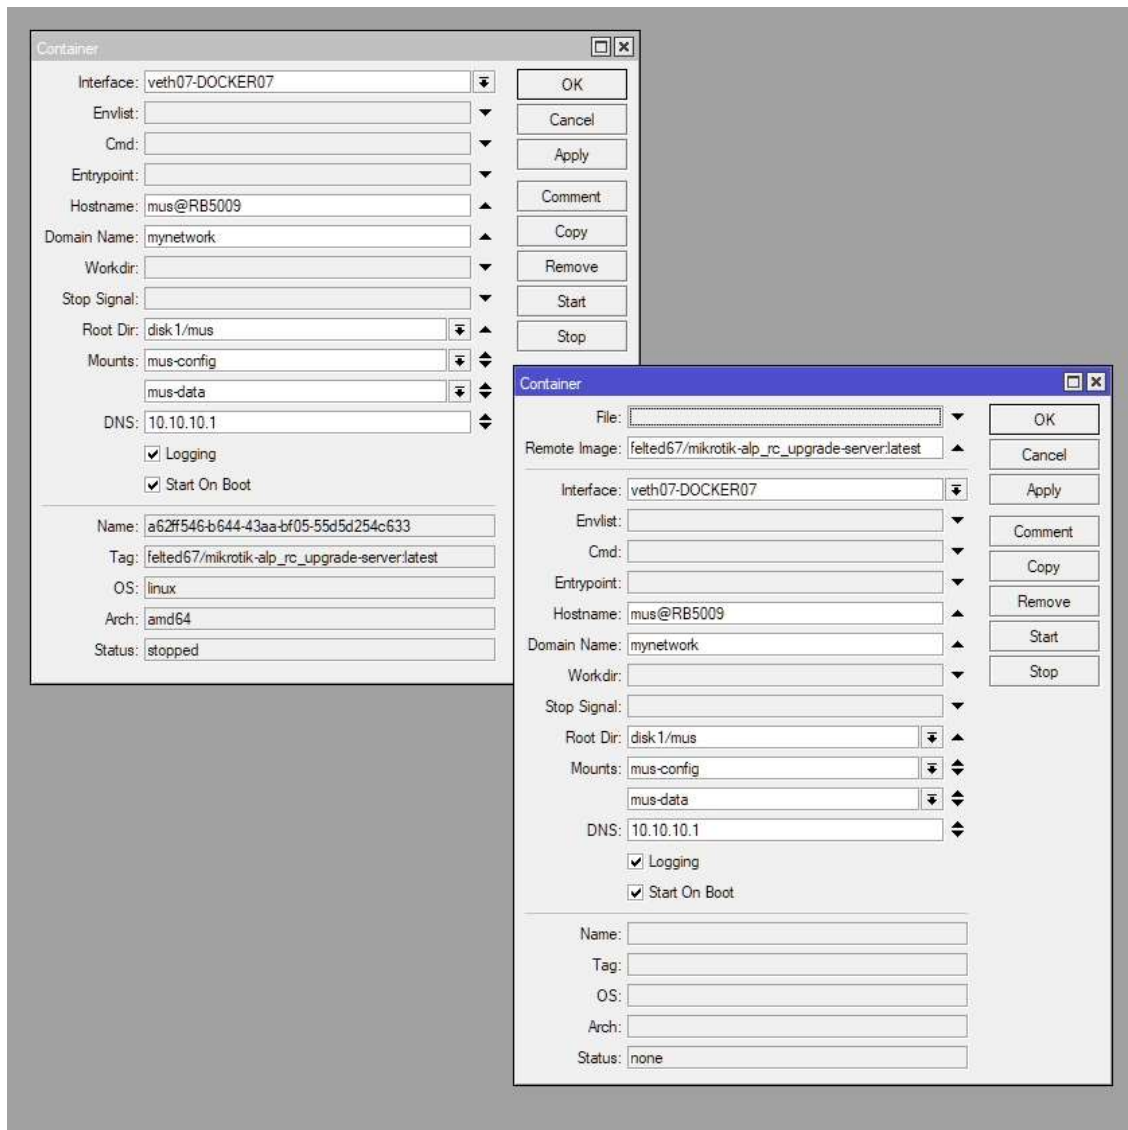 Container
Interface: veth07-DOCKER07
OK
Envlist:
Cancel
Cmd:
Apply
Entrypoint:
Hostname: mus@RB5009
Comment
Domain Name: mynetwork
Copy
Workdir:
Remove
Stop Signal:
Start
Root Dir: disk1/mus
Stop
Mounts: mus-config
mus-data
DNS: 10.10.10.1
Logging
Start On Boot
Name: a62ff546-b644-43aa-bf05-55d5d254c633
Tag: felted67/mikrotik-alp_rc_upgrade-server:latest
OS: linux
Arch: amd64
Status: stopped
Container
File:
OK
Remote Image: felted67/mikrotik-alp_rc_upgrade-server:latest
Cancel
Interface: veth07-DOCKER07
Apply
Envlist:
Comment
Cmd:
Copy
Entrypoint:
Remove
Hostname: mus@RB5009
Start
Domain Name: mynetwork
Workdir:
Stop
Stop Signal:
Root Dir: disk1/mus
Mounts: mus-config
mus-data
DNS: 10.10.10.1
Logging
Start On Boot
Name:
Tag:
OS:
Arch:
Status: none